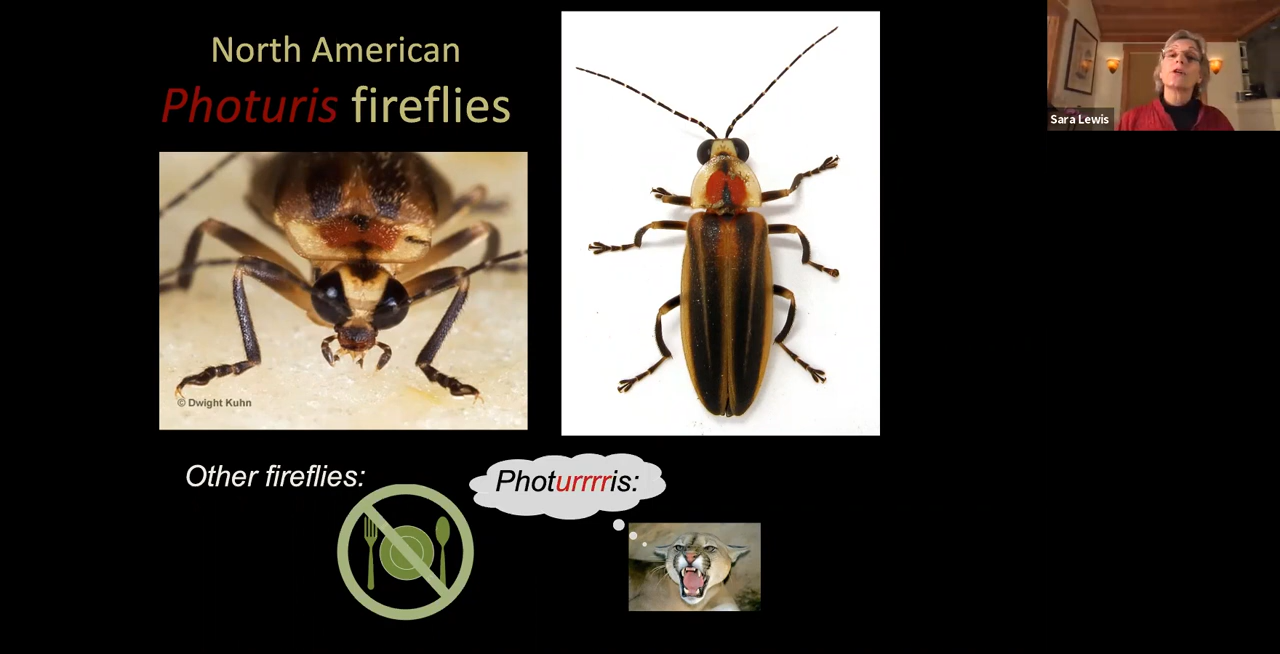 North American
Photuris fireflies
Sara Lewis
© Dwight Kuhn
Other fireflies:
Photurrrris: